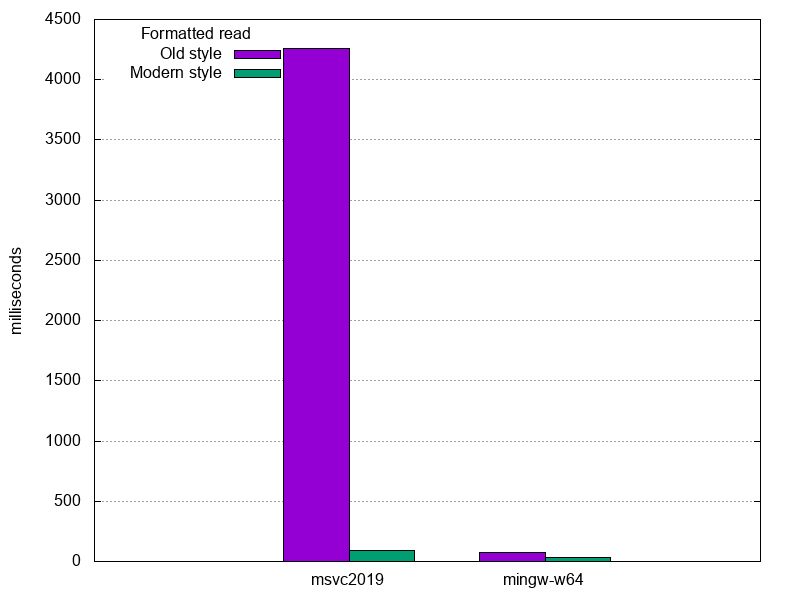 4500
Formatted read
Old style
Modern style
4000
3500
3000
2500
2000
1500
1000
500
0
milliseconds
msvc2019 mingw-w64